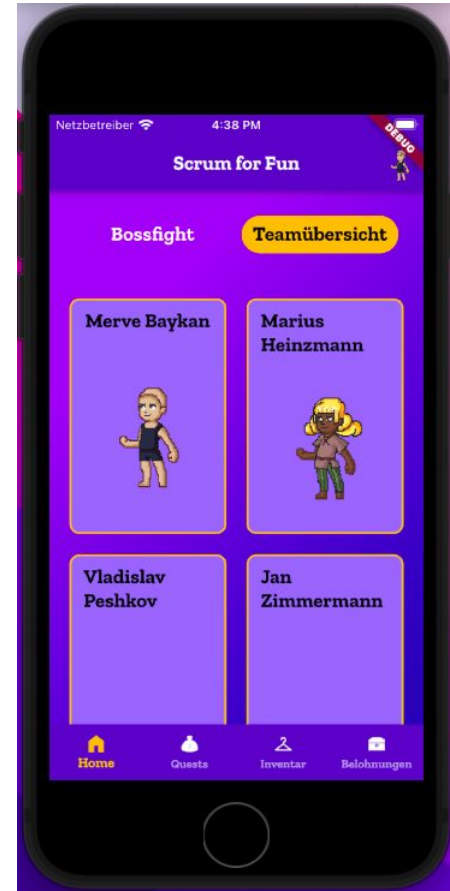 Netzbetreiber 4:38 PM
DEBUG
Scrum for Fun
Bossfight Teamübersicht
Merve Baykan
Marius
Heinzmann
Vladislav
Peshkov
Jan
Zimmermann
Home Quests Inventar Belohnungen